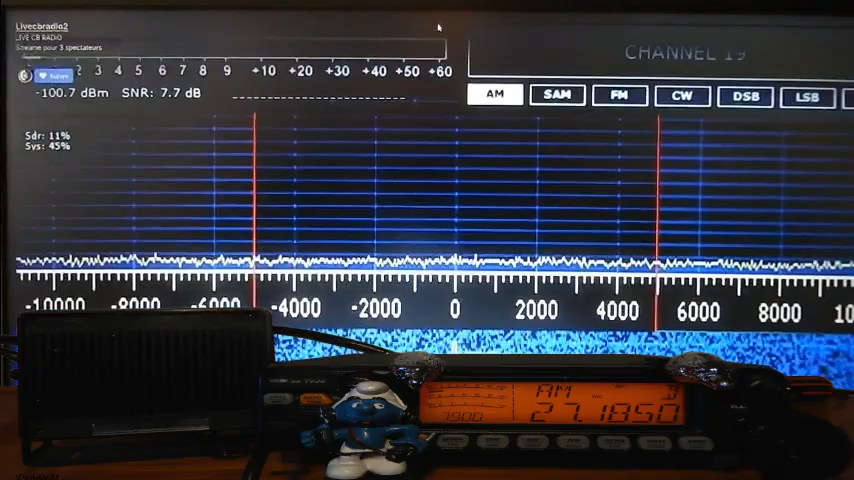 Livecbradio2
LIVE CB RADIO
Streame pour 3 spectateurs
Suivre
2 3 4 5 6 7 8 9 +10 +20 +30 +40 +50 +60
CHANNEL 19
-100.7 dBm SNR: 7.7 dB
AM SAM FM CW DSB LSB
Sdr: 11%
Sys: 45%
-10000 -8000 -6000 -4000 -2000 0 2000 4000 6000 8000 10
AM
7900 27.1850